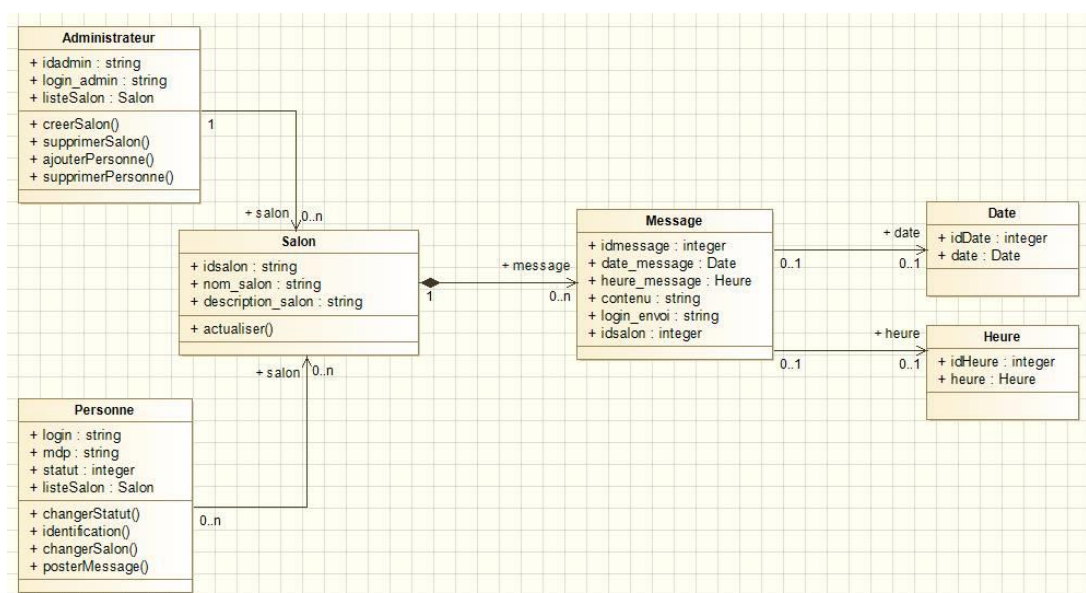 Administrateur
+ idadmin : string
+ login_admin : string
+ listeSalon : Salon
+ creerSalon()
+ supprimerSalon()
+ ajouterPersonne()
+ supprimerPersonne()
1
+ salon
0..n
Salon
+ idsalon : string
+ nom_salon : string
+ description_salon : string
+ actualiser()
1
+ message
0..n
Message
+ idmessage : integer
+ date_message : Date
+ heure_message : Heure
+ contenu : string
+ login_envoi : string
+ idsalon : integer
0..1
+ date
0..1
Date
+ idDate : integer
+ date : Date
0..1
+ heure
0..1
Heure
+ idHeure : integer
+ heure : Heure
+ salon
0..n
Personne
+ login : string
+ mdp : string
+ statut : integer
+ listeSalon : Salon
+ changerStatut()
+ identification()
+ changerSalon()
+ posterMessage()
0..n